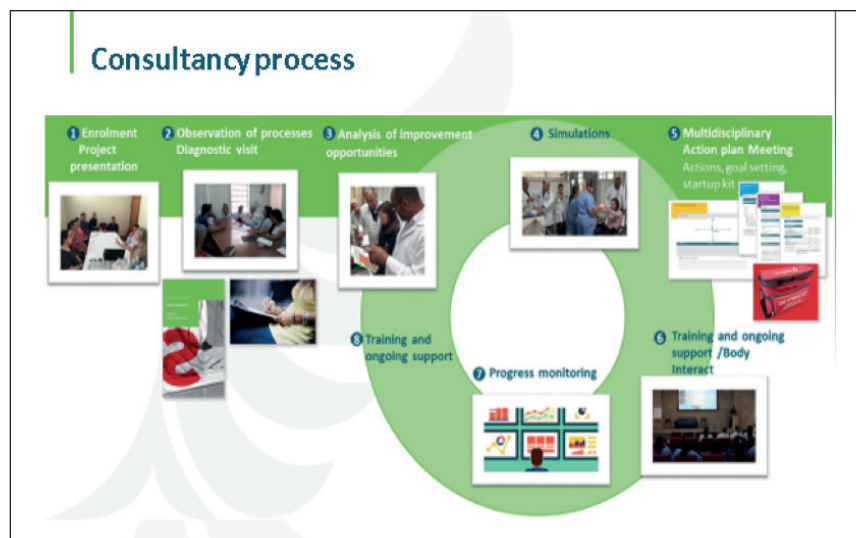 Consultancy process
1 Enrolment
Project
presentation
2 Observation of processes
Diagnostic visit
3 Analysis of improvement
opportunities
4 Simulations
5 Multidisciplinary
Action plan Meeting
Actions, goal setting,
startup kit
6 Training and ongoing
support /Body
Interact
7 Progress monitoring
8 Training and
ongoing support